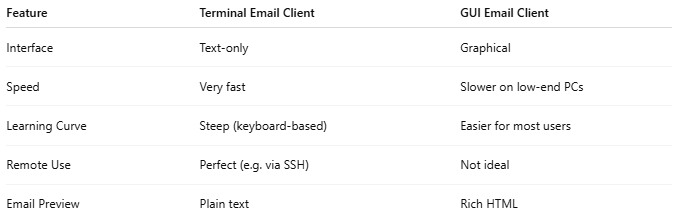 Feature Terminal Email Client GUI Email Client
Interface Text-only Graphical
Speed Very fast Slower on low-end PCs
Learning Curve Steep (keyboard-based) Easier for most users
Remote Use Perfect (e.g. via SSH) Not ideal
Email Preview Plain text Rich HTML